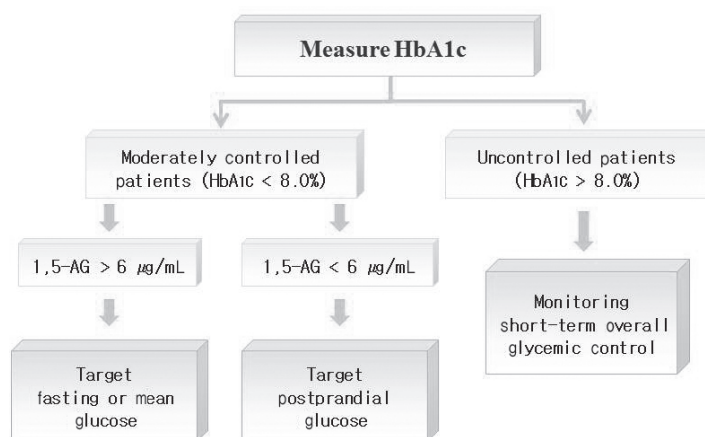 Measure HbA1c
Moderately controlled
patients (HbA1C < 8.0%)
Uncontrolled patients
(HbA1C > 8.0%)
1,5-AG > 6 μg/mL
1,5-AG < 6 μg/mL
Monitoring
short-term overall
glycemic control
Target
fasting or mean
glucose
Target
postprandial
glucose